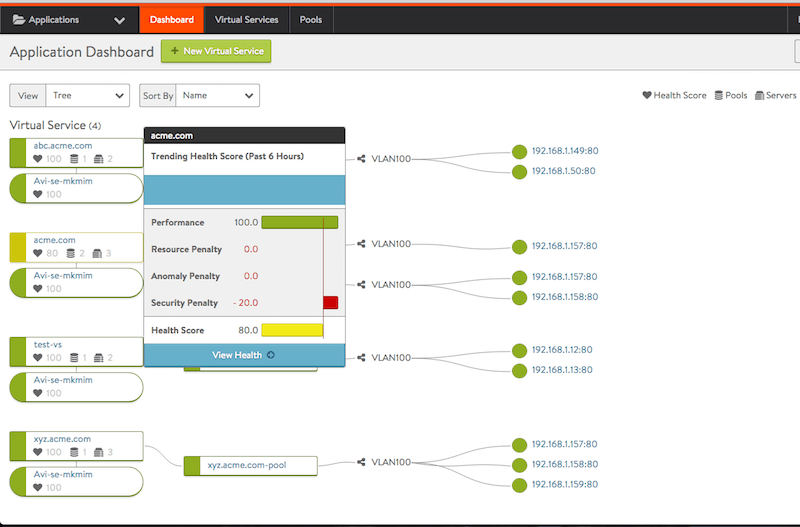 Applications Dashboard Virtual Services Pools
Application Dashboard + New Virtual Service
View Tree Sort By Name Health Score Pools Servers
Virtual Service (4)
abc.acme.com
100 1 2
Avi-se-mkmim
100
acme.com
Trending Health Score (Past 6 Hours)
Performance 100.0
Resource Penalty 0.0
Anomaly Penalty 0.0
Security Penalty - 20.0
Health Score 80.0
View Health
VLAN100
192.168.1.149:80
192.168.1.50:80
acme.com
80 2 3
Avi-se-mkmim
100
VLAN100
192.168.1.157:80
VLAN100
192.168.1.157:80
192.168.1.158:80
test-vs
100 1 2
Avi-se-mkmim
100
VLAN100
192.168.1.12:80
192.168.1.13:80
xyz.acme.com
100 1 3
Avi-se-mkmim
100
xyz.acme.com-pool
VLAN100
192.168.1.157:80
192.168.1.158:80
192.168.1.159:80